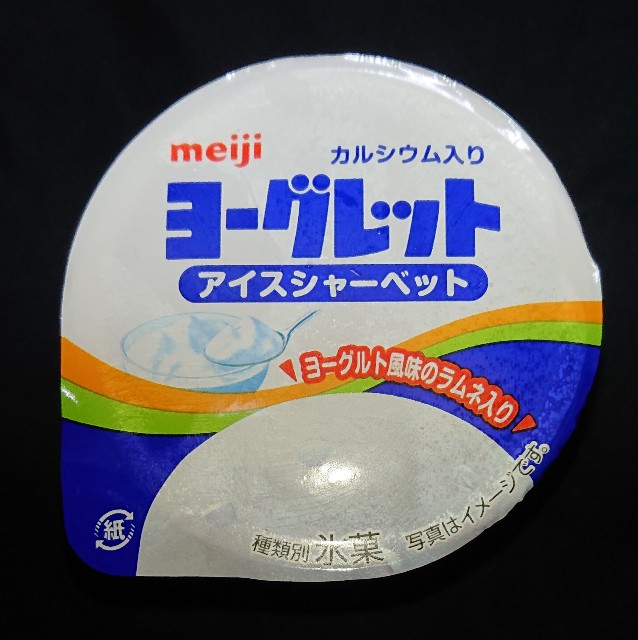 meiji
カルシウム入り
ヨーグレット
アイスシャーベット
ヨーグルト風味のラムネ入り
種類別 氷菓 写真はイメージです。
紙